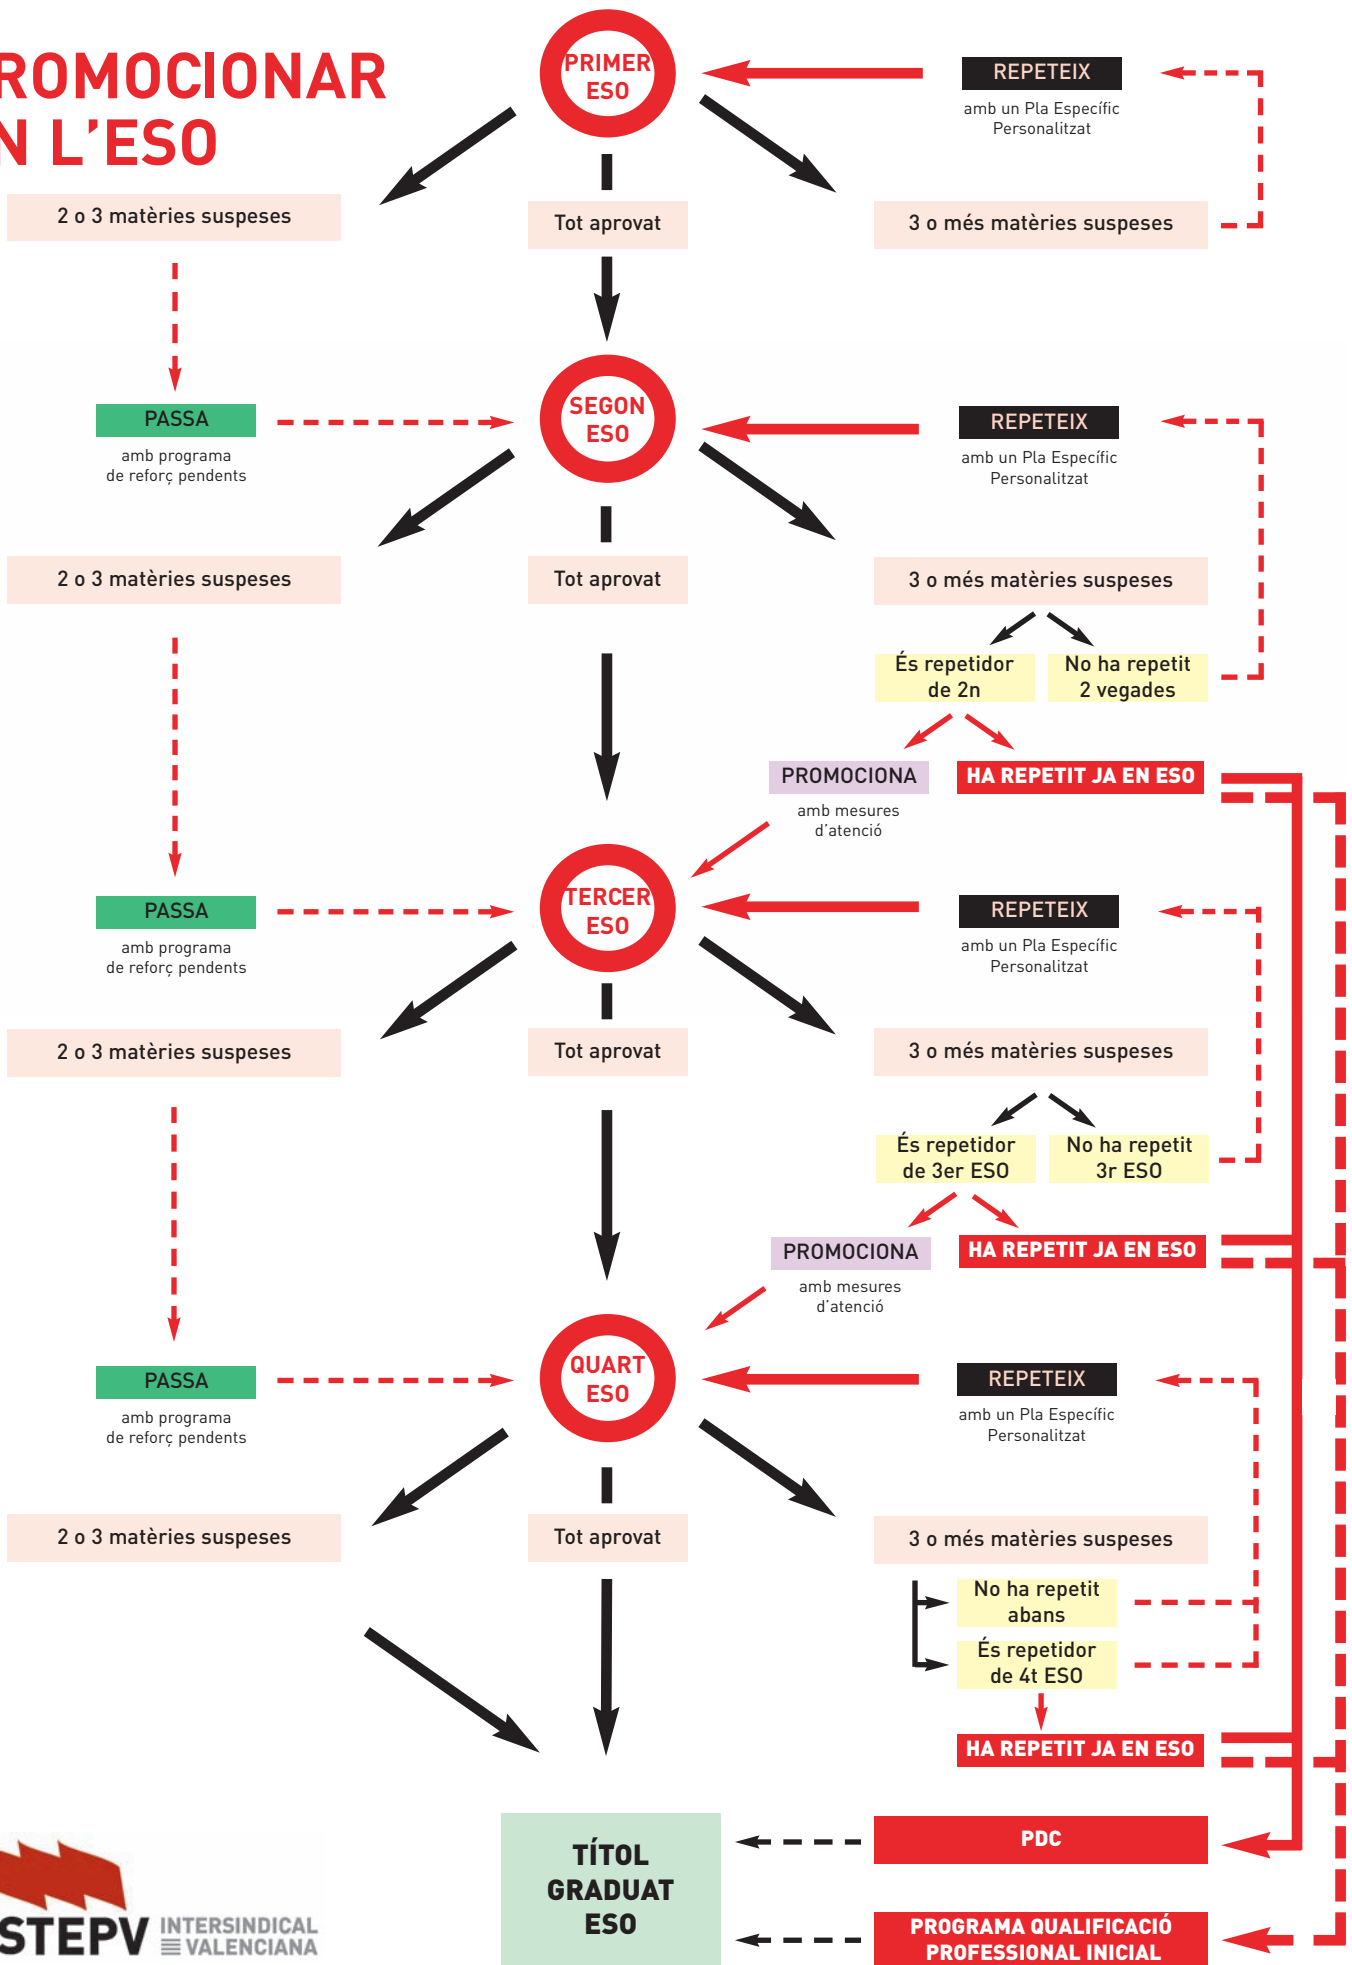 ROMOCIONAR
N L'ESO
PRIMER
ESO
REPETEIX
amb un Pla Específic
Personalitzat
2 o 3 matèries suspeses
Tot aprovat
3 o més matèries suspeses
PASSA
amb programa
de reforç pendents
SEGON
ESO
REPETEIX
amb un Pla Específic
Personalitzat
2 o 3 matèries suspeses
Tot aprovat
3 o més matèries suspeses
És repetidor
de 2n
No ha repetit
2 vegades
PROMOCIONA
amb mesures
d'atenció
HA REPETIT JA EN ESO
PASSA
amb programa
de reforç pendents
TERCER
ESO
REPETEIX
amb un Pla Específic
Personalitzat
2 o 3 matèries suspeses
Tot aprovat
3 o més matèries suspeses
És repetidor
de 3er ESO
No ha repetit
3r ESO
PROMOCIONA
amb mesures
d'atenció
HA REPETIT JA EN ESO
PASSA
amb programa
de reforç pendents
QUART
ESO
REPETEIX
amb un Pla Específic
Personalitzat
2 o 3 matèries suspeses
Tot aprovat
3 o més matèries suspeses
No ha repetit
abans
És repetidor
de 4t ESO
HA REPETIT JA EN ESO
TÍTOL
GRADUAT
ESO
PDC
PROGRAMA QUALIFICACIÓ
PROFESSIONAL INICIAL
STEPV
INTERSINDICAL
VALENCIANA